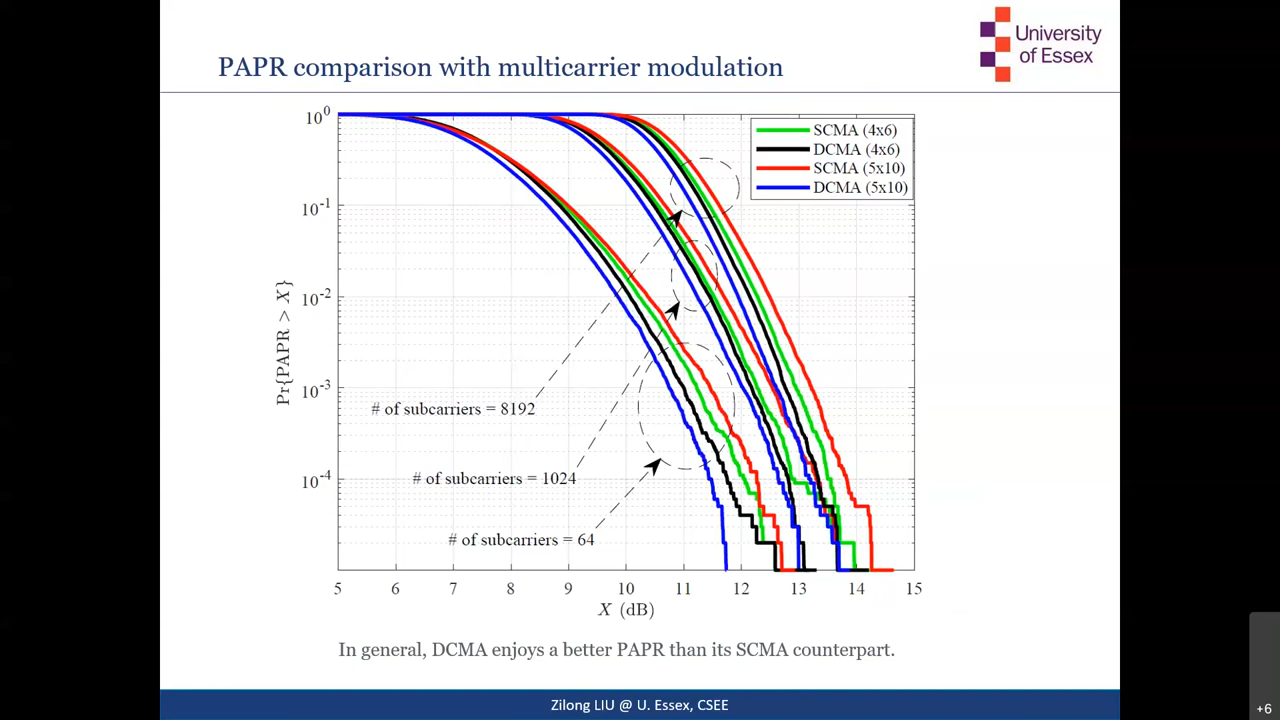 University
of Essex
PAPR comparison with multicarrier modulation
10^0
10^-1
10^-2
10^-3
10^-4
Pr{PAPR > X}
SCMA (4x6)
DCMA (4x6)
SCMA (5x10)
DCMA (5x10)
# of subcarriers = 8192
# of subcarriers = 1024
# of subcarriers = 64
5 6 7 8 9 10 11 12 13 14 15
X (dB)
In general, DCMA enjoys a better PAPR than its SCMA counterpart.
Zilong LIU @ U. Essex, CSEE
+6